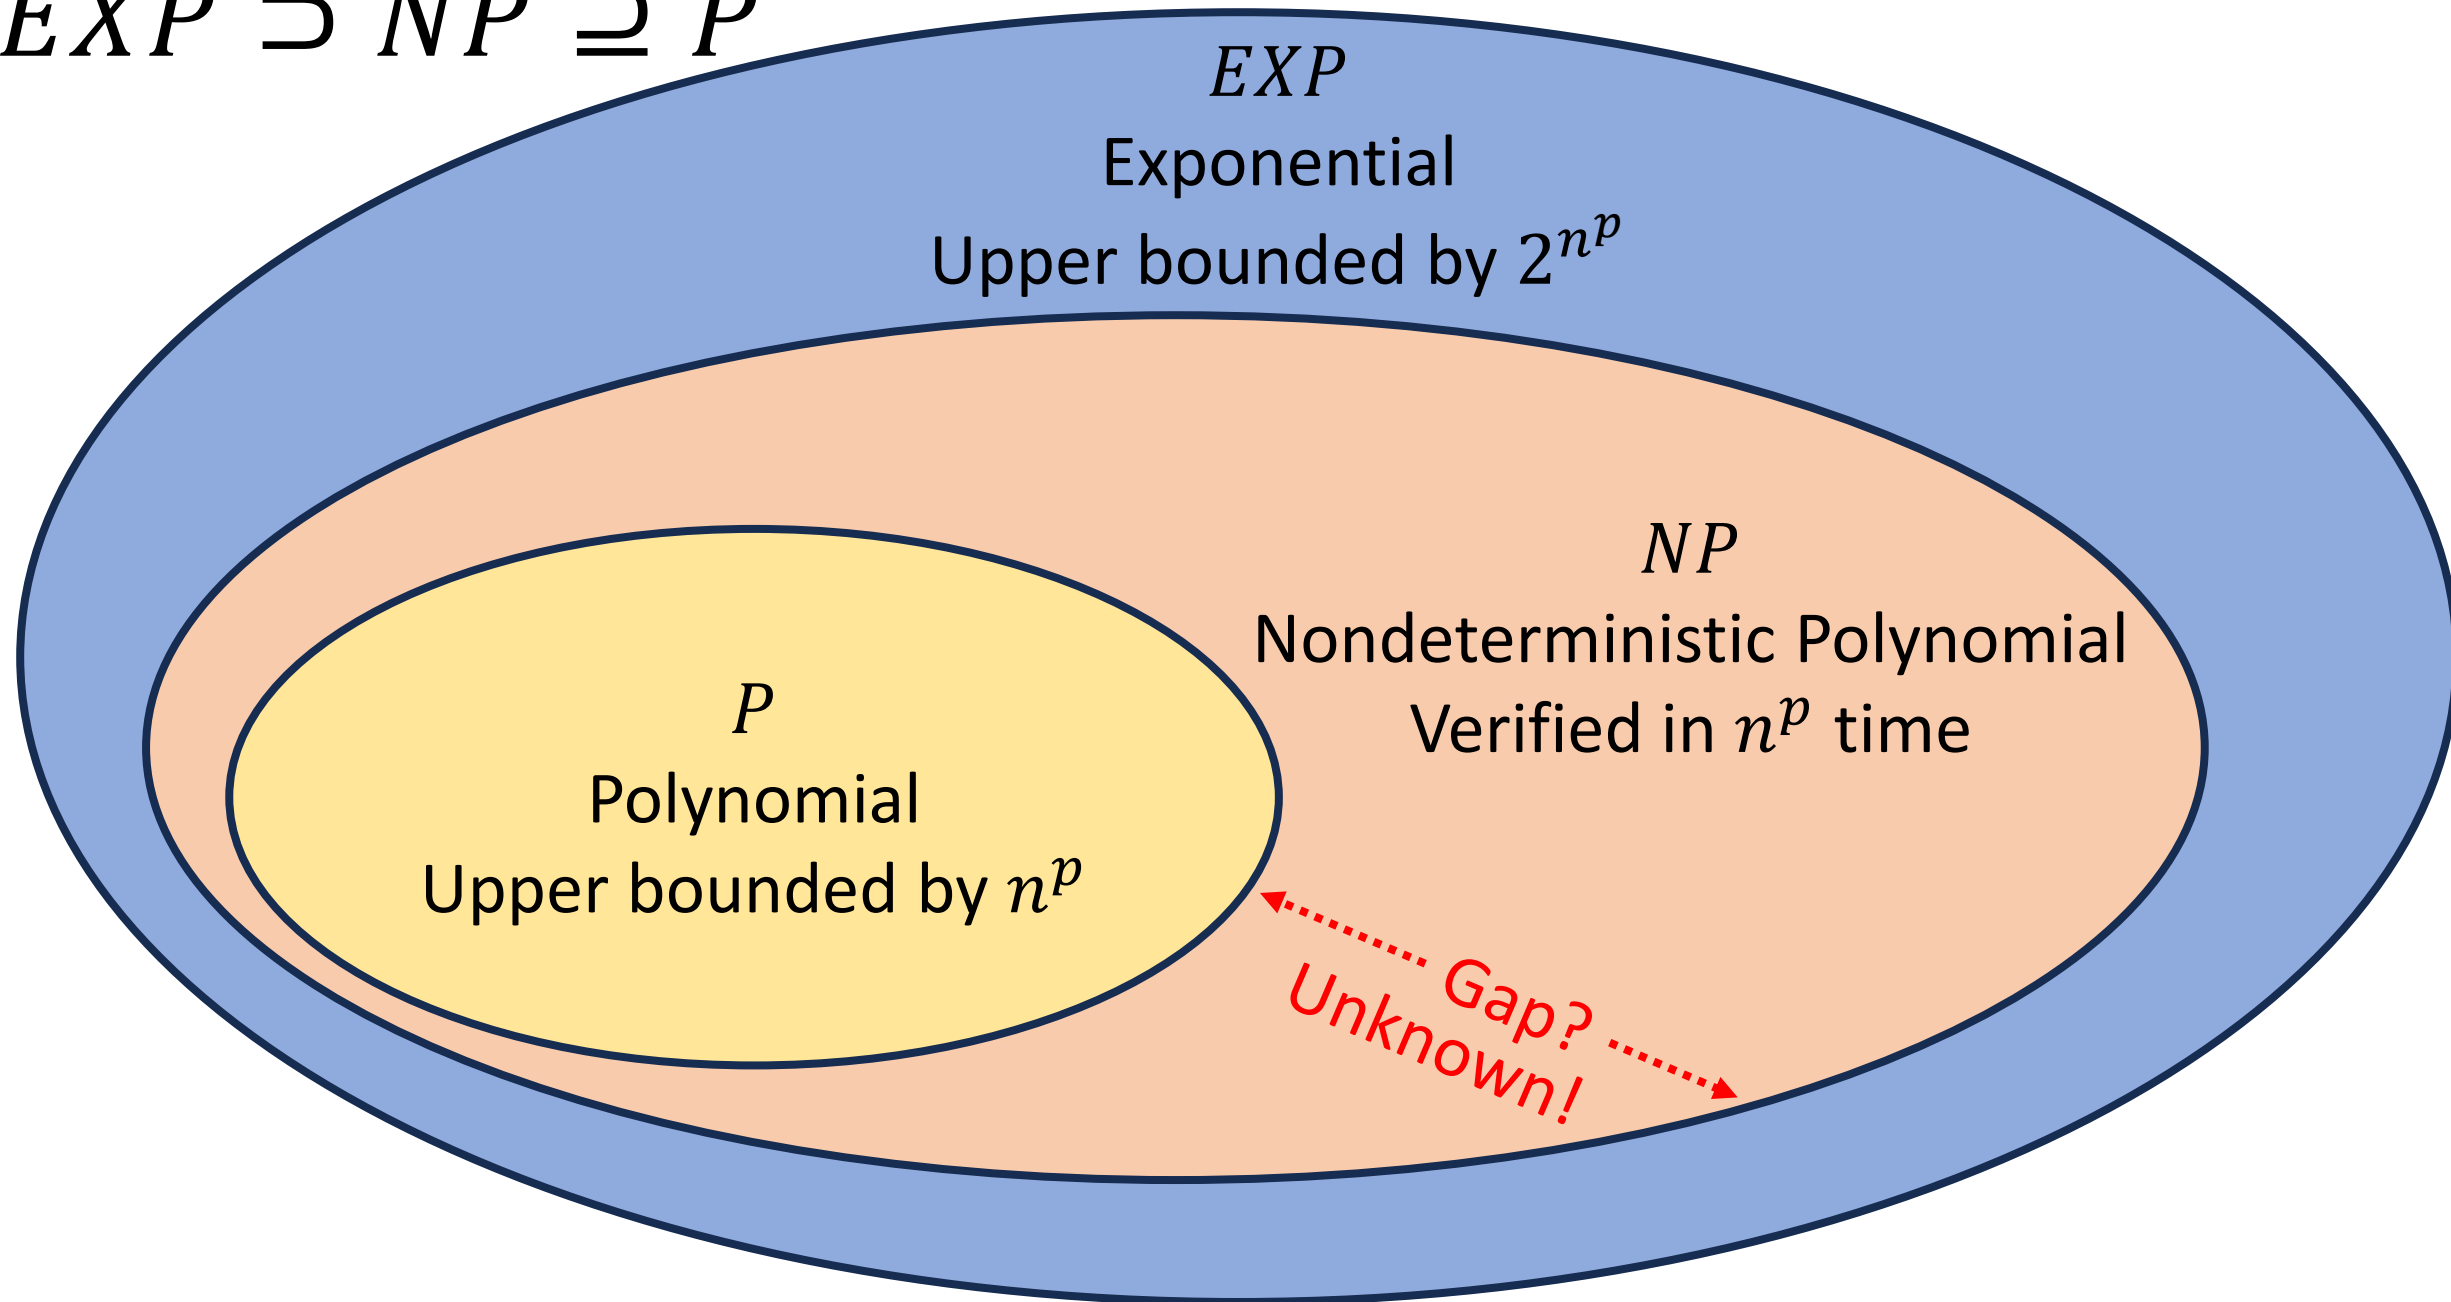 EXP ⊃ NP ⊇ P
EXP
Exponential
Upper bounded by 2^{n^p}
NP
Nondeterministic Polynomial
Verified in n^p time
P
Polynomial
Upper bounded by n^p
Gap?
Unknown!